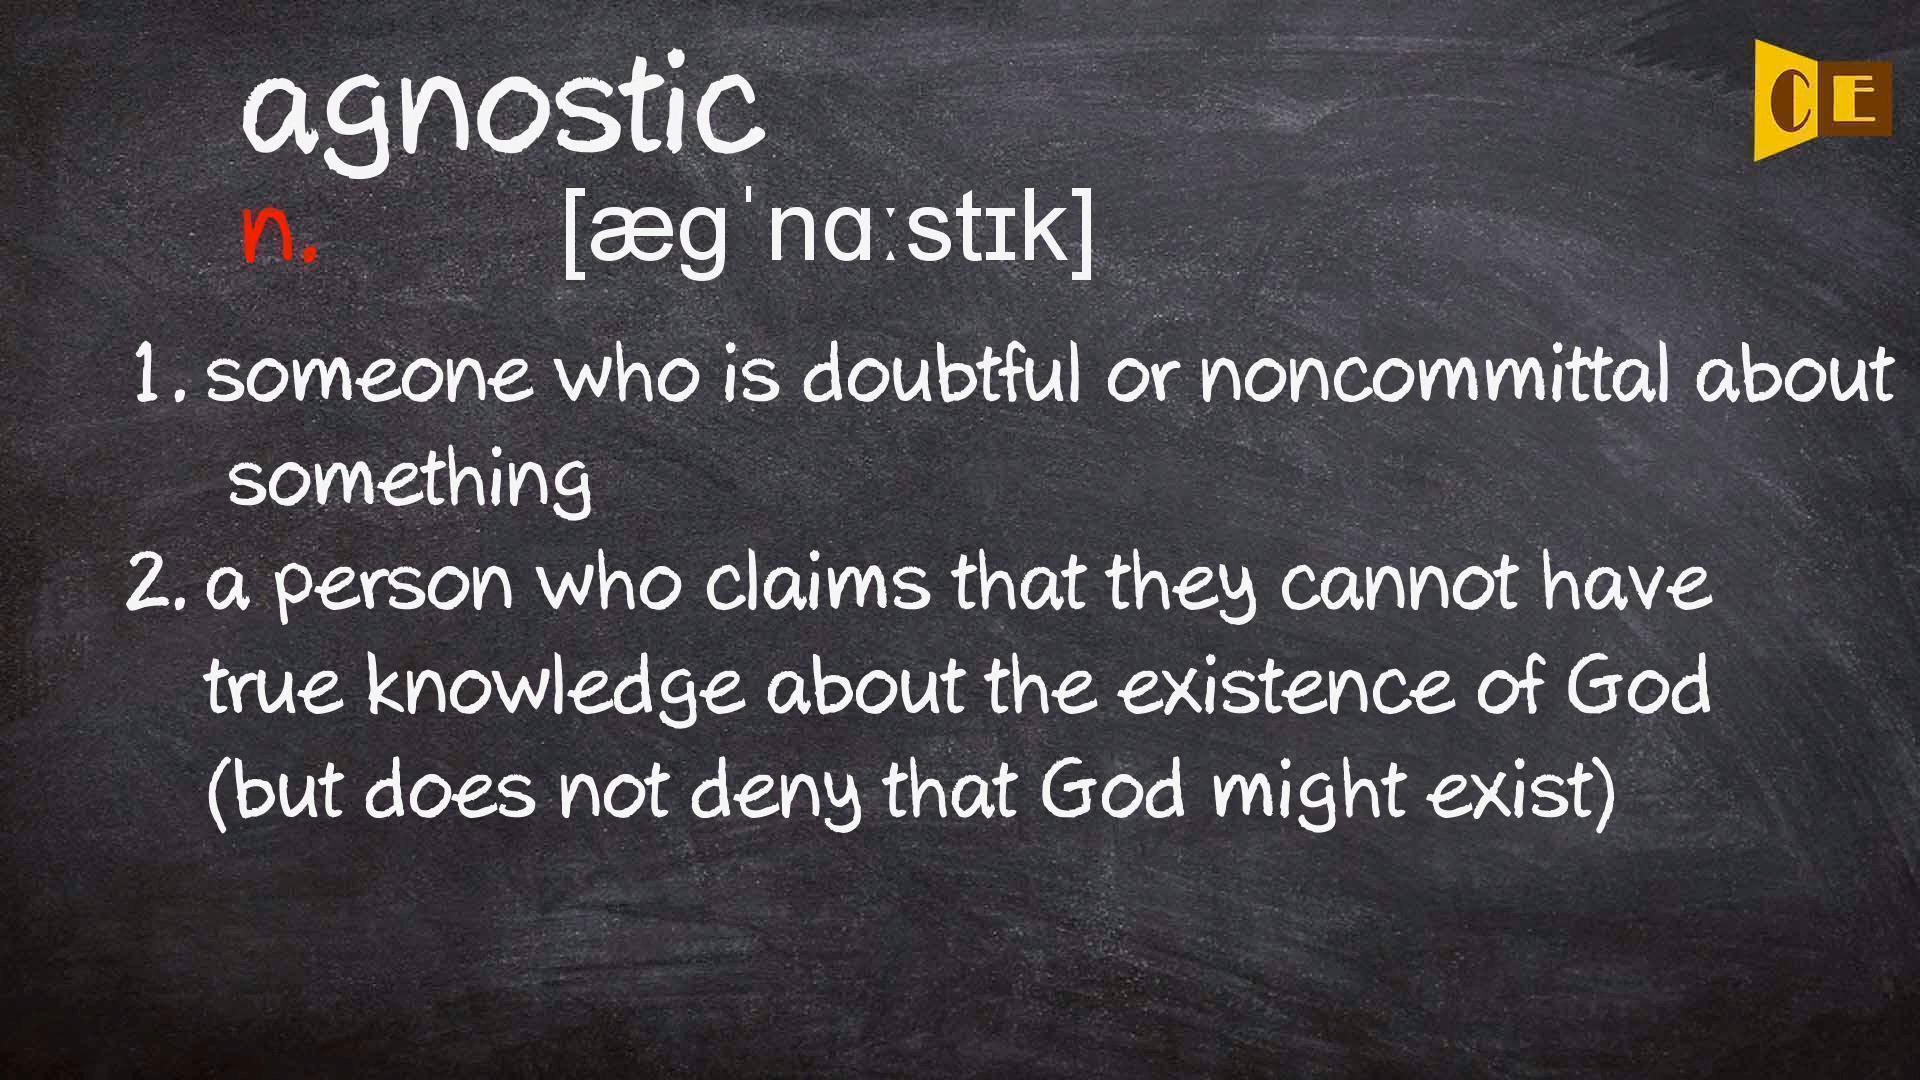 agnostic
CE
n. [æɡˈnɑːstɪk]
1. someone who is doubtful or noncommittal about
something
2. a person who claims that they cannot have
true knowledge about the existence of God
(but does not deny that God might exist)